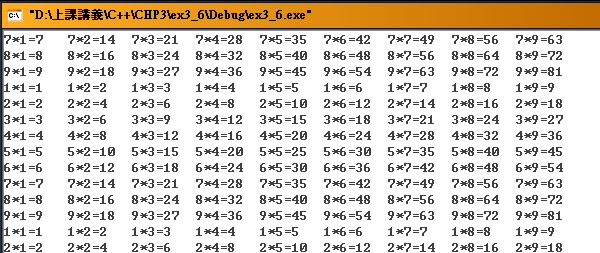 "D:\上課講義\C++\CHP3\ex3_6\Debug\ex3_6.exe"
7*1=7 7*2=14 7*3=21 7*4=28 7*5=35 7*6=42 7*7=49 7*8=56 7*9=63
8*1=8 8*2=16 8*3=24 8*4=32 8*5=40 8*6=48 8*7=56 8*8=64 8*9=72
9*1=9 9*2=18 9*3=27 9*4=36 9*5=45 9*6=54 9*7=63 9*8=72 9*9=81
1*1=1 1*2=2 1*3=3 1*4=4 1*5=5 1*6=6 1*7=7 1*8=8 1*9=9
2*1=2 2*2=4 2*3=6 2*4=8 2*5=10 2*6=12 2*7=14 2*8=16 2*9=18
3*1=3 3*2=6 3*3=9 3*4=12 3*5=15 3*6=18 3*7=21 3*8=24 3*9=27
4*1=4 4*2=8 4*3=12 4*4=16 4*5=20 4*6=24 4*7=28 4*8=32 4*9=36
5*1=5 5*2=10 5*3=15 5*4=20 5*5=25 5*6=30 5*7=35 5*8=40 5*9=45
6*1=6 6*2=12 6*3=18 6*4=24 6*5=30 6*6=36 6*7=42 6*8=48 6*9=54
7*1=7 7*2=14 7*3=21 7*4=28 7*5=35 7*6=42 7*7=49 7*8=56 7*9=63
8*1=8 8*2=16 8*3=24 8*4=32 8*5=40 8*6=48 8*7=56 8*8=64 8*9=72
9*1=9 9*2=18 9*3=27 9*4=36 9*5=45 9*6=54 9*7=63 9*8=72 9*9=81
1*1=1 1*2=2 1*3=3 1*4=4 1*5=5 1*6=6 1*7=7 1*8=8 1*9=9
2*1=2 2*2=4 2*3=6 2*4=8 2*5=10 2*6=12 2*7=14 2*8=16 2*9=18